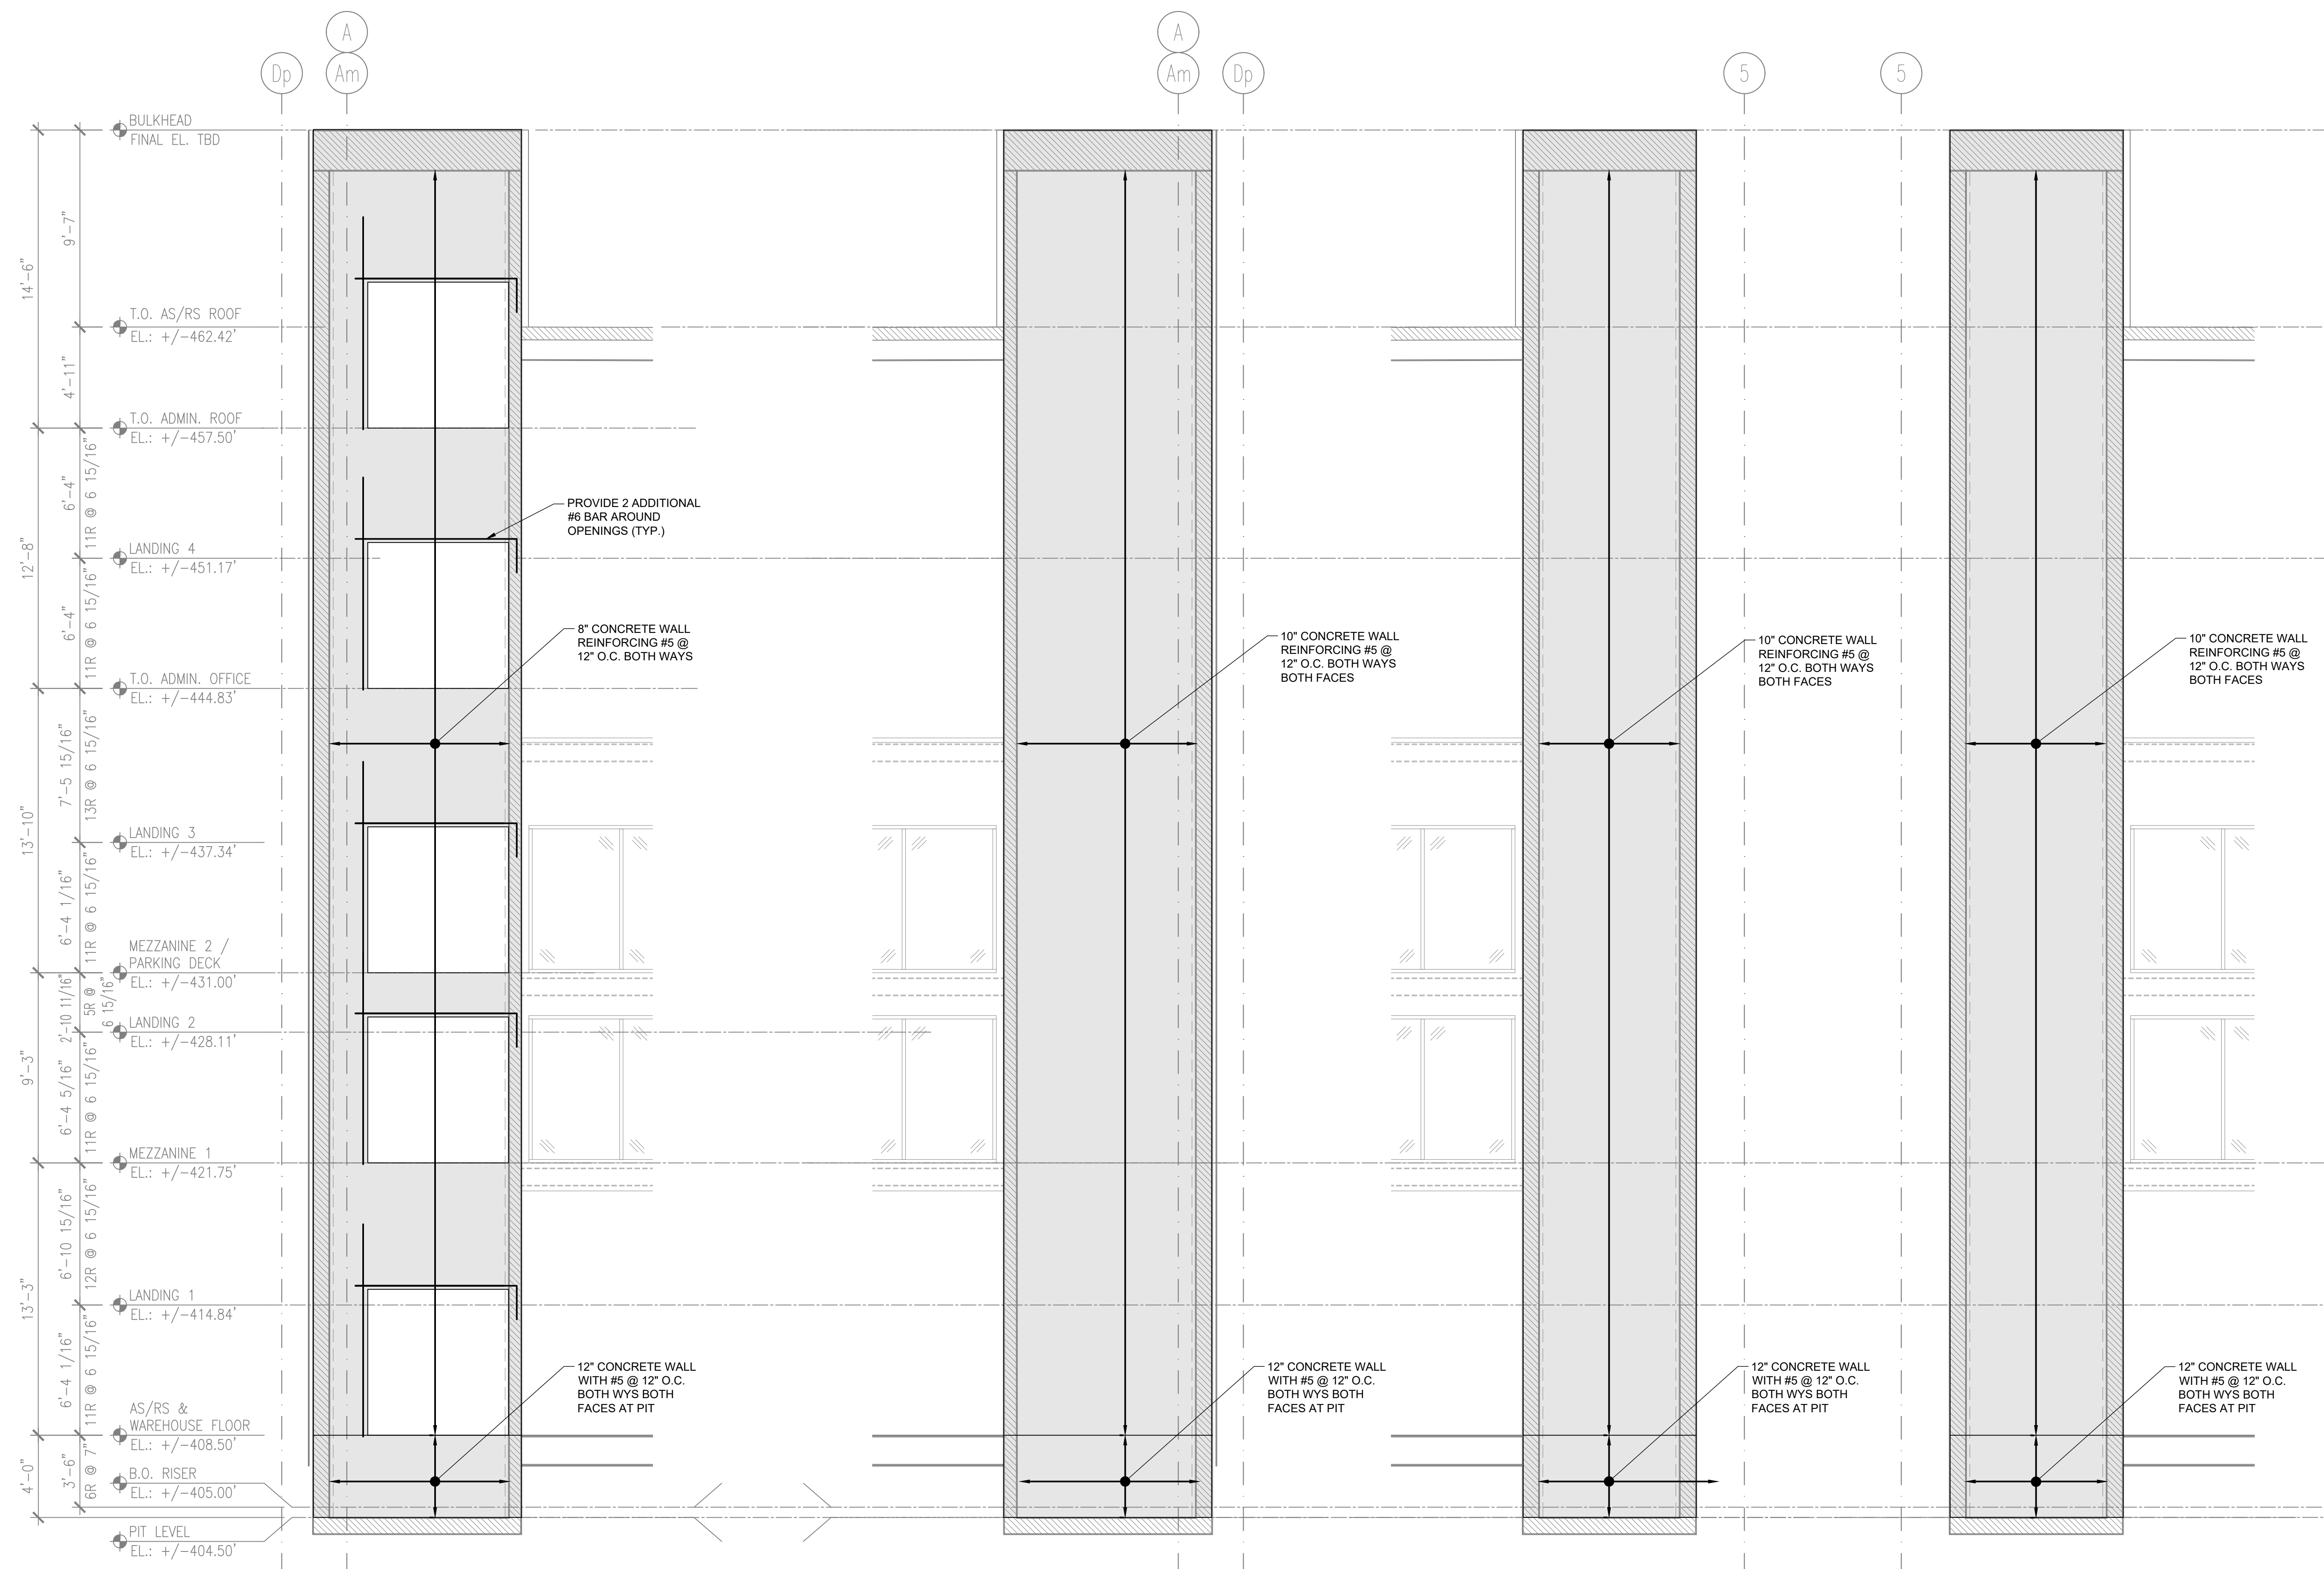 A
A
Dp
Am
Am
Dp
5
5
BULKHEAD
FINAL EL. TBD
T.O. AS/RS ROOF
EL.: +/-462.42'
T.O. ADMIN. ROOF
EL.: +/-457.50'
LANDING 4
EL.: +/-451.17'
T.O. ADMIN. OFFICE
EL.: +/-444.83'
LANDING 3
EL.: +/-437.34'
MEZZANINE 2 /
PARKING DECK
EL.: +/-431.00'
LANDING 2
EL.: +/-428.11'
MEZZANINE 1
EL.: +/-421.75'
LANDING 1
EL.: +/-414.84'
AS/RS &
WAREHOUSE FLOOR
EL.: +/-408.50'
B.O. RISER
EL.: +/-405.00'
PIT LEVEL
EL.: +/-404.50'
14'-6"
12'-8"
13'-10"
9'-3"
13'-3"
4'-0"
9'-7"
4'-11"
6'-4"
6'-4"
7'-5 15/16"
6'-4 1/16"
2'-10 11/16"
6'-4 5/16"
6'-10 15/16"
6'-4 1/16"
3'-6"
11R @ 6 15/16"
11R @ 6 15/16"
13R @ 6 15/16"
11R @ 6 15/16"
5R @
6 15/16"
11R @ 6 15/16"
12R @ 6 15/16"
11R @ 6 15/16"
6R @ 7"
PROVIDE 2 ADDITIONAL
#6 BAR AROUND
OPENINGS (TYP.)
8" CONCRETE WALL
REINFORCING #5 @
12" O.C. BOTH WAYS
10" CONCRETE WALL
REINFORCING #5 @
12" O.C. BOTH WAYS
BOTH FACES
10" CONCRETE WALL
REINFORCING #5 @
12" O.C. BOTH WAYS
BOTH FACES
10" CONCRETE WALL
REINFORCING #5 @
12" O.C. BOTH WAYS
BOTH FACES
12" CONCRETE WALL
WITH #5 @ 12" O.C.
BOTH WYS BOTH
FACES AT PIT
12" CONCRETE WALL
WITH #5 @ 12" O.C.
BOTH WYS BOTH
FACES AT PIT
12" CONCRETE WALL
WITH #5 @ 12" O.C.
BOTH WYS BOTH
FACES AT PIT
12" CONCRETE WALL
WITH #5 @ 12" O.C.
BOTH WYS BOTH
FACES AT PIT